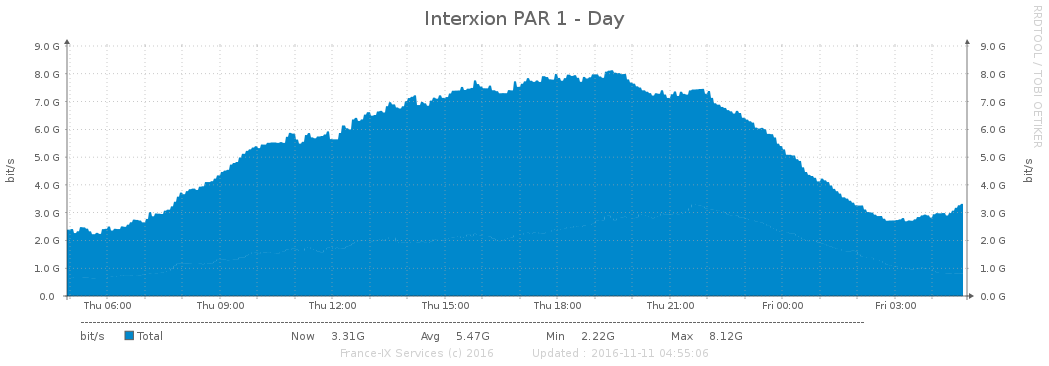 Interxion PAR 1 - Day
RRDTOOL / TOBI OETIKER
bit/s
9.0 G
8.0 G
7.0 G
6.0 G
5.0 G
4.0 G
3.0 G
2.0 G
1.0 G
0.0
9.0 G
8.0 G
7.0 G
6.0 G
5.0 G
4.0 G
3.0 G
2.0 G
1.0 G
0.0 G
bit/s
Thu 06:00 Thu 09:00 Thu 12:00 Thu 15:00 Thu 18:00 Thu 21:00 Fri 00:00 Fri 03:00
bit/s Total Now 3.31G Avg 5.47G Min 2.22G Max 8.12G
France-IX Services (c) 2016 Updated : 2016-11-11 04:55:06